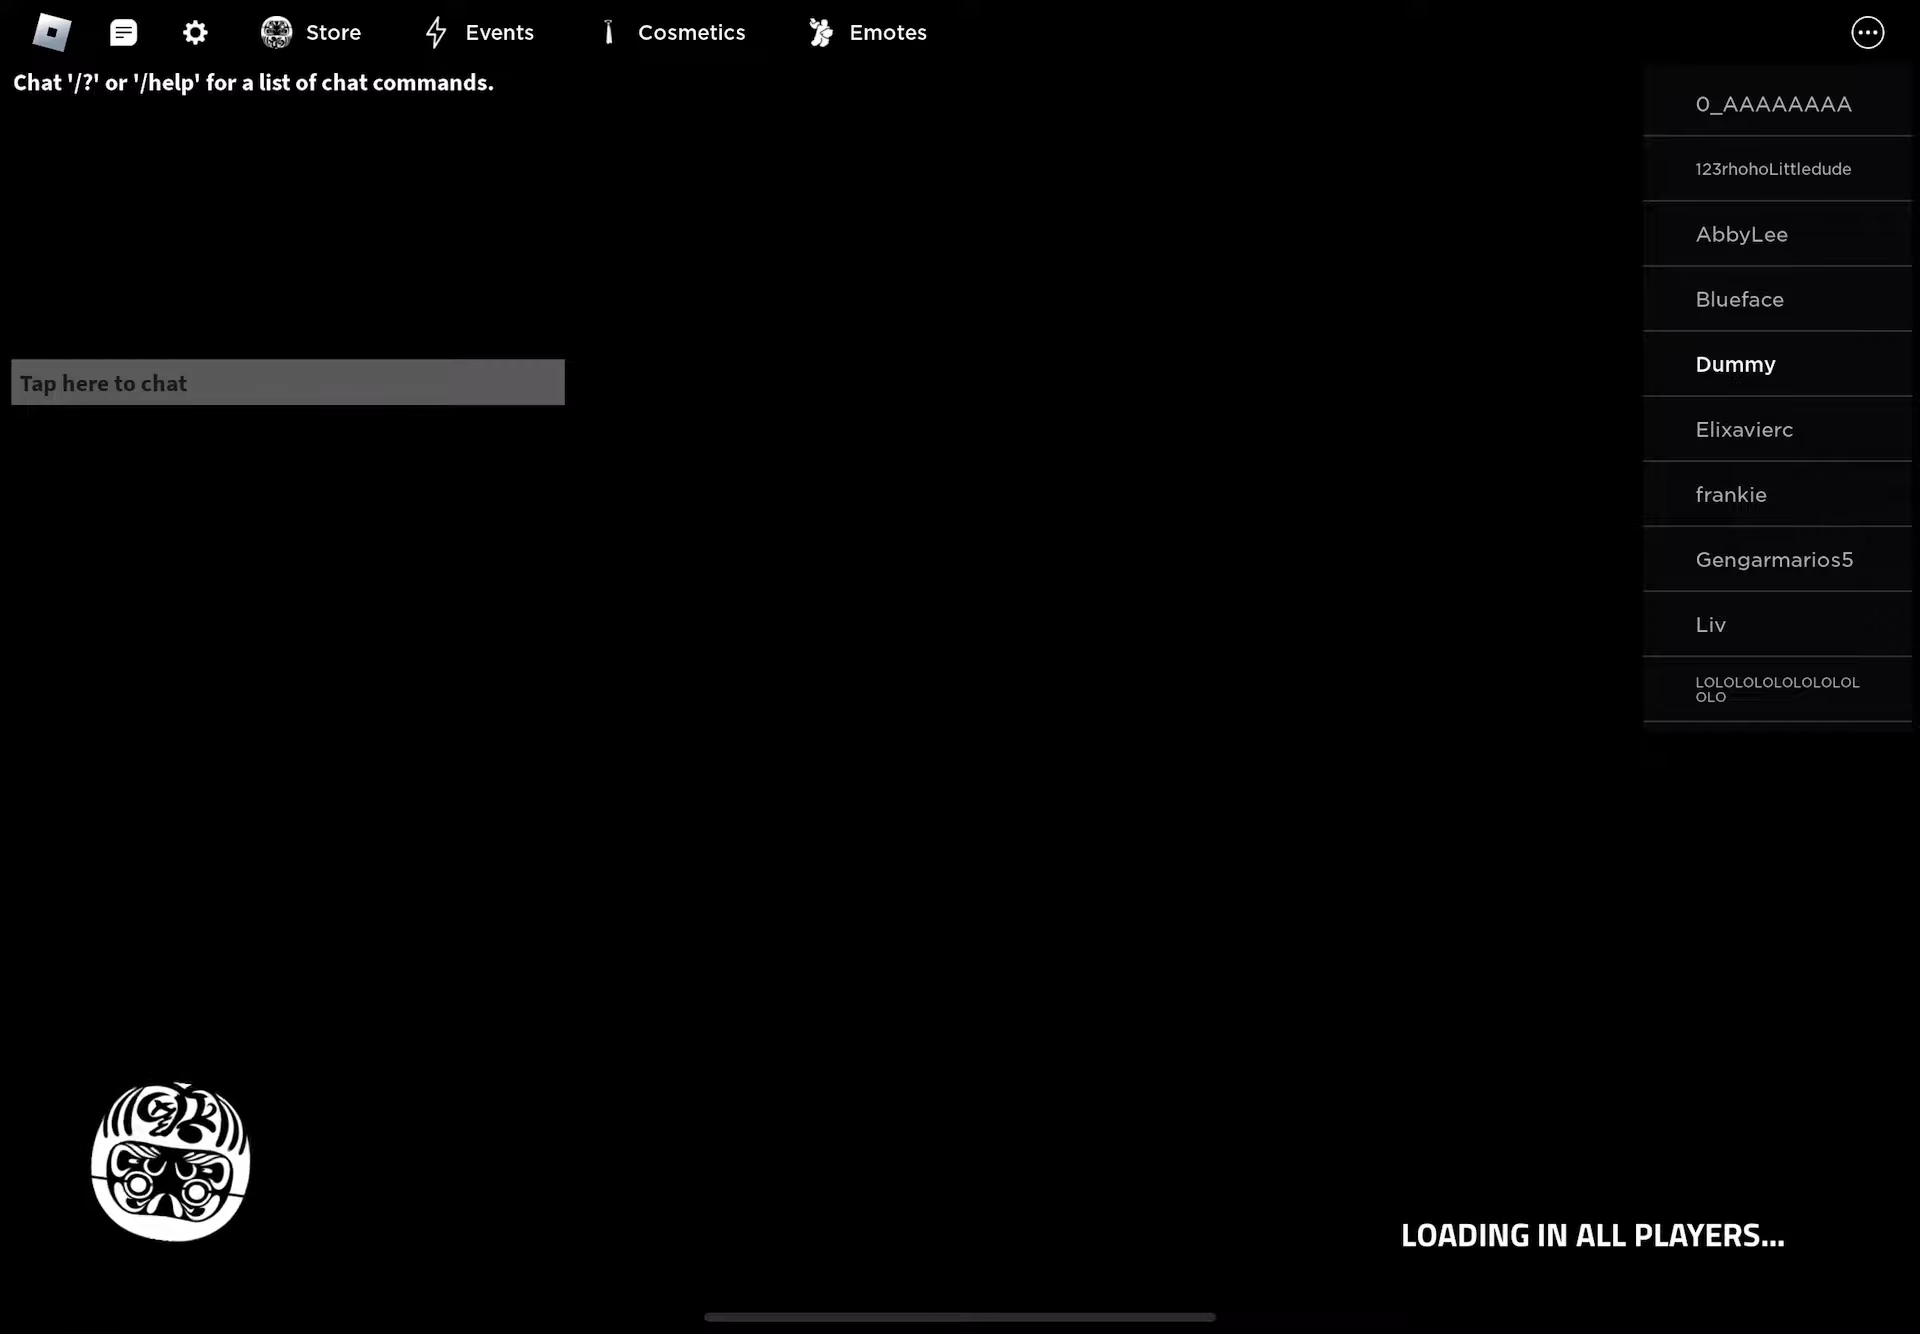 Store
Events
Cosmetics
Emotes
Chat '/?' or '/help' for a list of chat commands.
Tap here to chat
0_AAAAAAAA
123rhohoLittledude
AbbyLee
Blueface
Dummy
Elixavierc
frankie
Gengarmarios5
Liv
LOLOLOLOLOLOLOLOL
OLO
LOADING IN ALL PLAYERS...